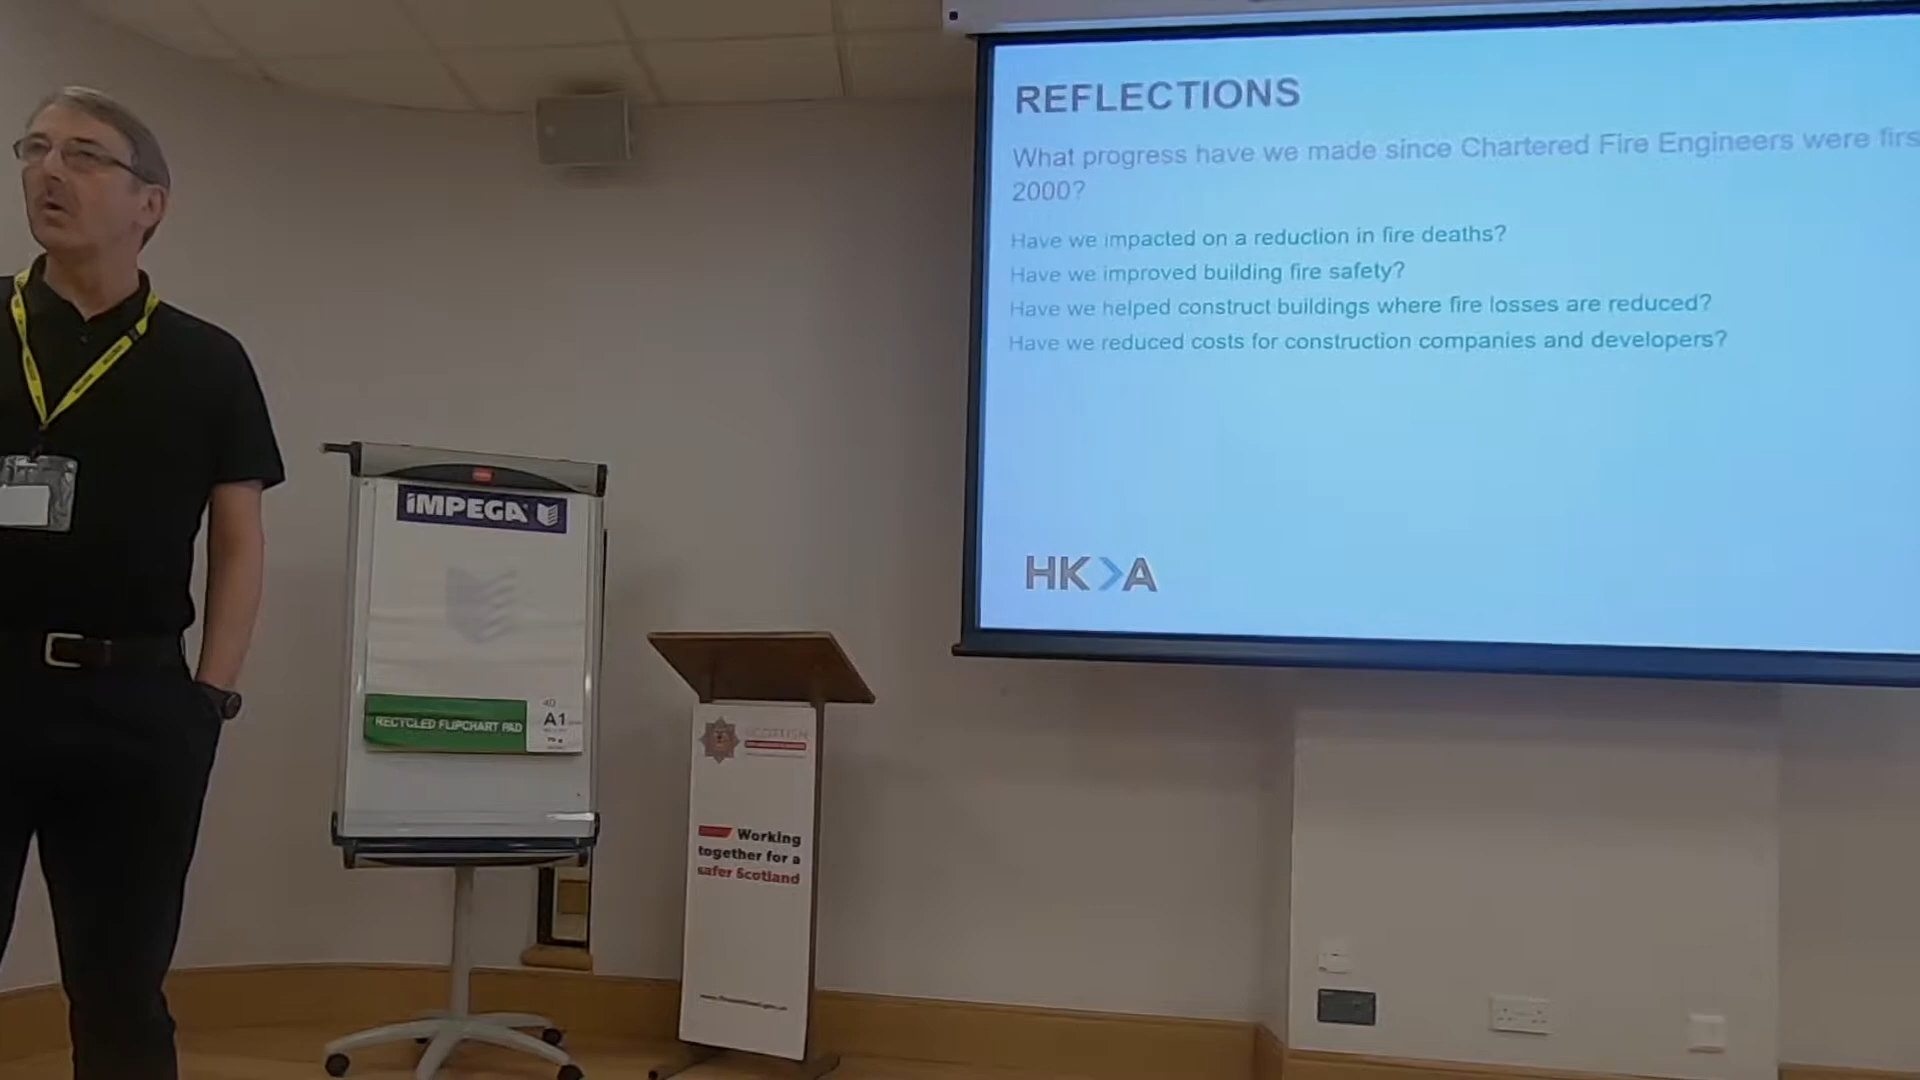 REFLECTIONS
What progress have we made since Chartered Fire Engineers were firs
2000?
Have we impacted on a reduction in fire deaths?
Have we improved building fire safety?
Have we helped construct buildings where fire losses are reduced?
Have we reduced costs for construction companies and developers?
HK>A
IMPEGA
RECYCLED FLIPCHART PAD
40
A1
SCOTTISH
Working
together for a
safer Scotland